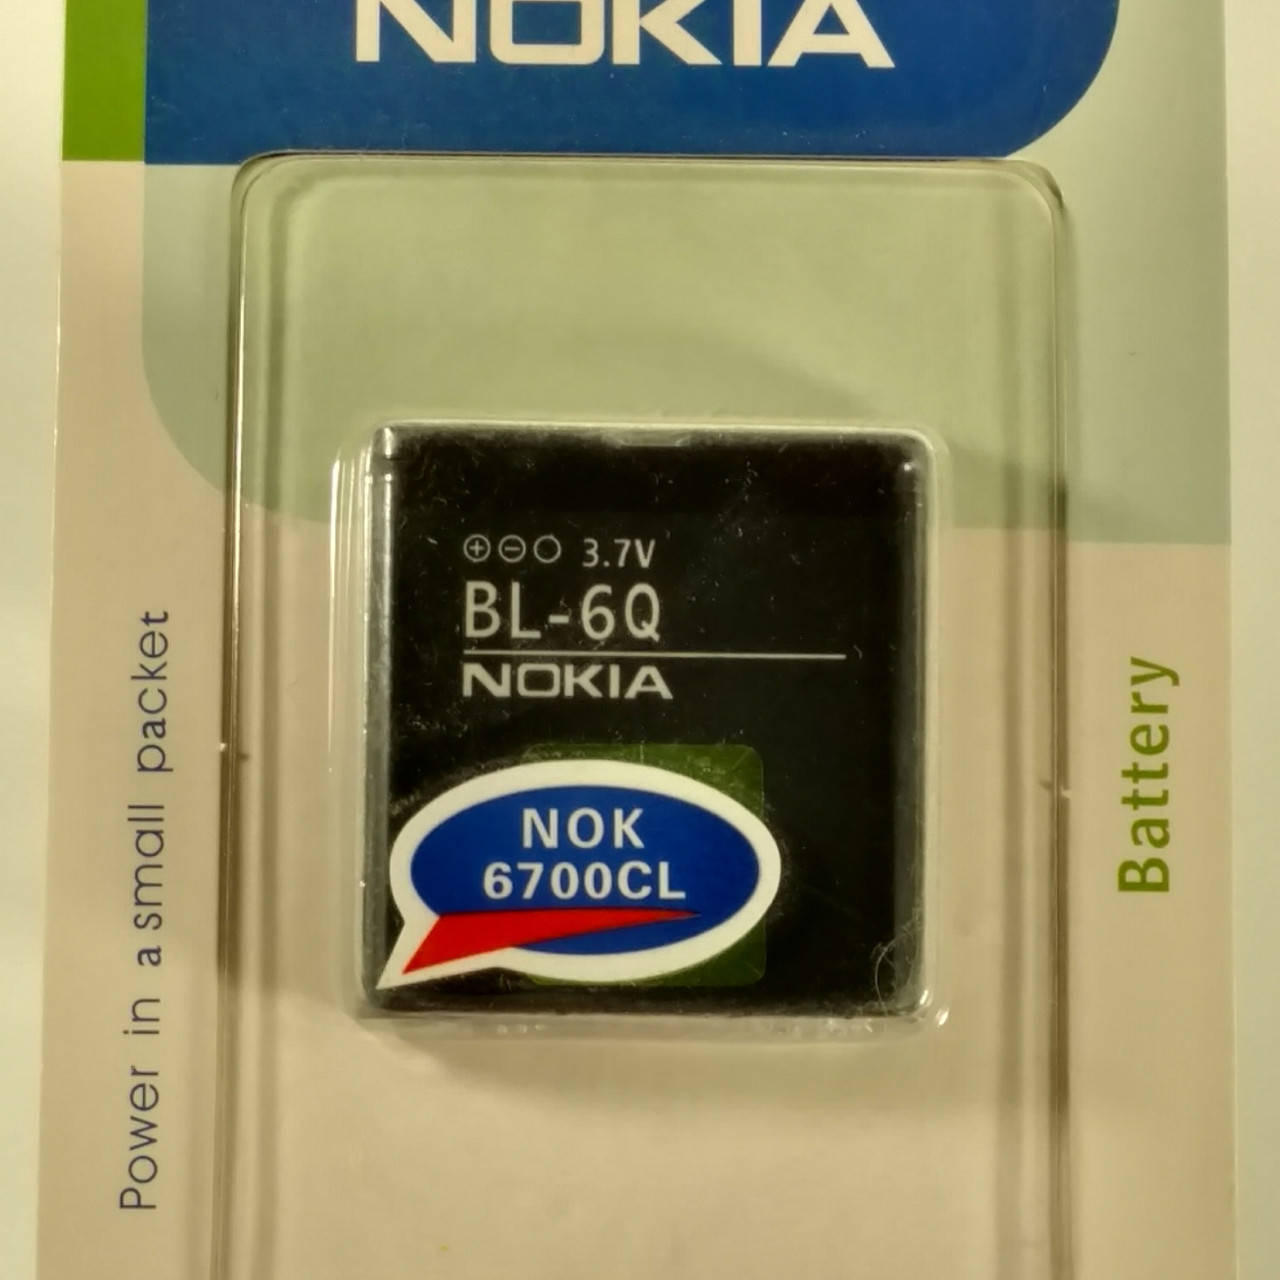 NOKIA
⊕⊖○ 3.7V
BL-6Q
NOKIA
NOK
6700CL
Power in a small packet
Battery